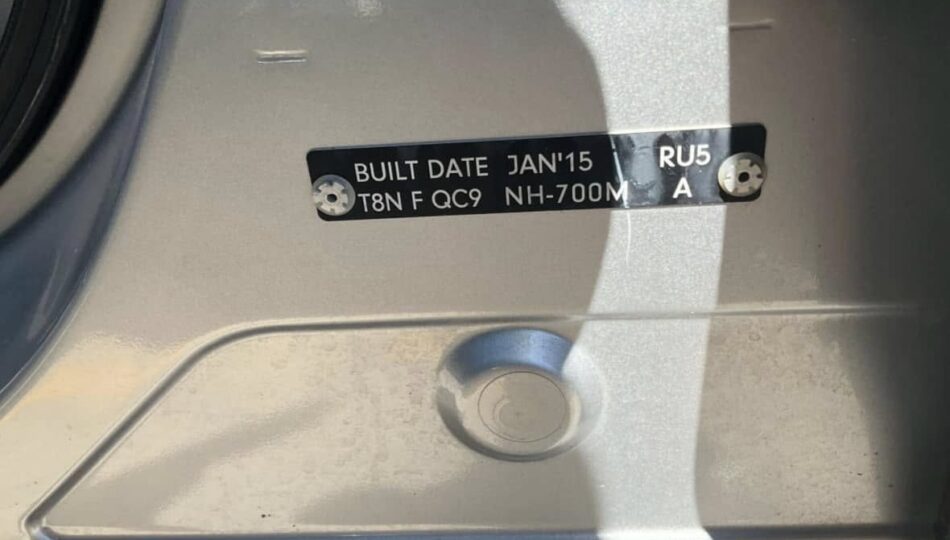 BUILT DATE JAN'15 RU5
T8N F QC9 NH-700M A